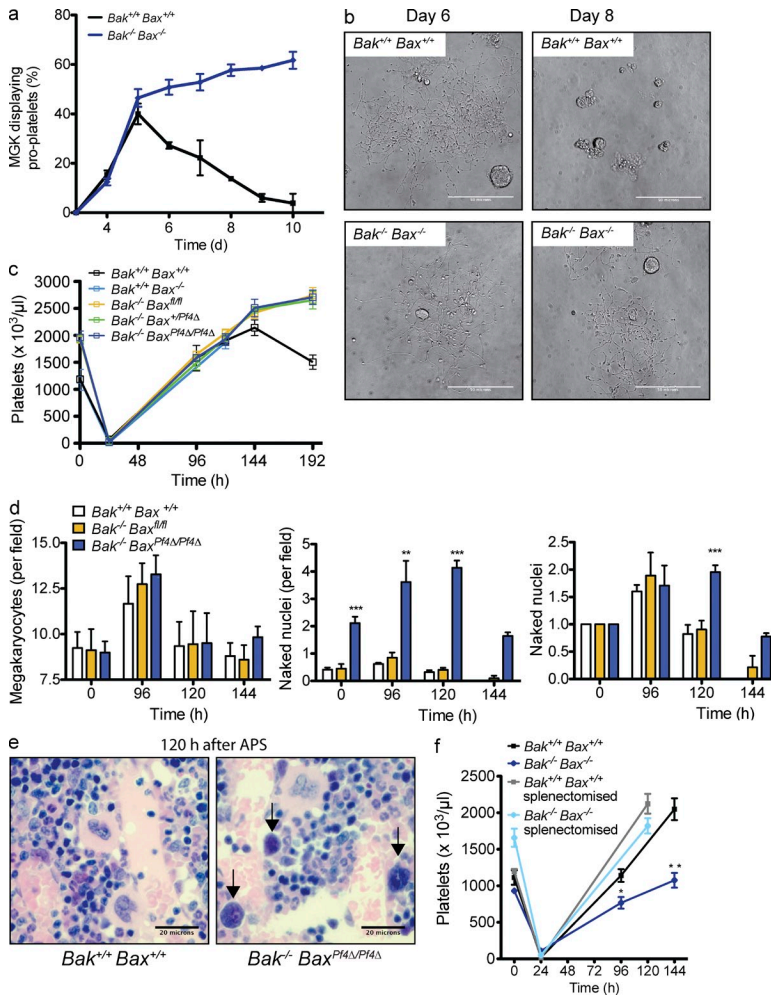 a
Bak+/+ Bax+/+
Bak-/- Bax-/-
MGK displaying
pro-platelets (%)
80
60
40
20
0
4
6
8
10
Time (d)
b
Day 6
Day 8
Bak+/+ Bax+/+
Bak+/+ Bax+/+
Bak-/- Bax-/-
Bak-/- Bax-/-
c
Bak+/+ Bax+/+
Bak+/+ Bax-/-
Bak-/- Baxfl/fl
Bak-/- Bax+/Pf4Δ
Bak-/- BaxPf4Δ/Pf4Δ
Platelets (x 10³/µl)
3000
2500
2000
1500
1000
500
0
0
48
96
144
192
Time (h)
d
Bak+/+ Bax +/+
Bak-/- Baxfl/fl
Bak-/- BaxPf4Δ/Pf4Δ
Megakaryocytes (per field)
15.0
12.5
10.0
7.5
0
96
120
144
Time (h)
Naked nuclei (per field)
5
4
3
2
1
0
***
**
***
0
96
120
144
Time (h)
Naked nuclei
2.5
2.0
1.5
1.0
0.5
0.0
***
0
96
120
144
Time (h)
e
120 h after APS
20 microns
20 microns
Bak+/+ Bax+/+
Bak-/- BaxPf4Δ/Pf4Δ
f
Bak+/+ Bax+/+
Bak-/- Bax-/-
Bak+/+ Bax+/+
splenectomised
Bak-/- Bax-/-
splenectomised
Platelets (x 10³/µl)
2500
2000
1500
1000
500
0
*
**
0
24
48
72
96
120
144
Time (h)